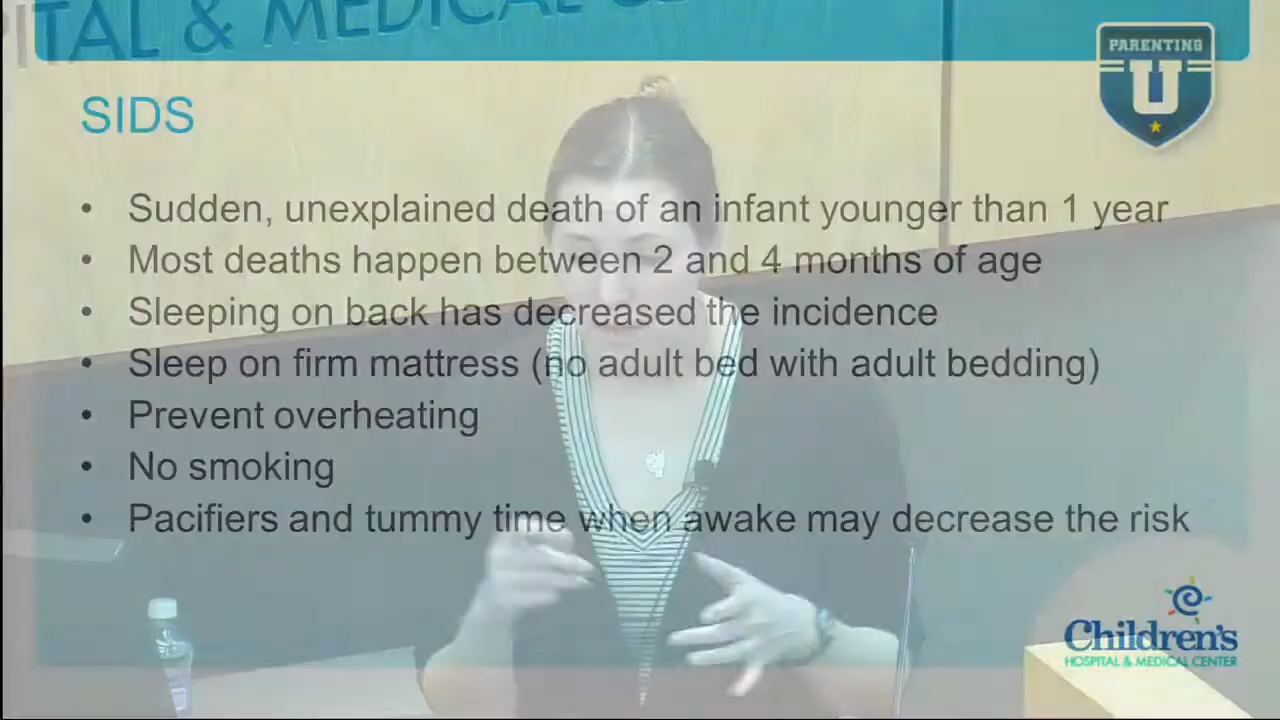 ITAL & MEDICAL CE
PARENTING
U
SIDS
• Sudden, unexplained death of an infant younger than 1 year
• Most deaths happen between 2 and 4 months of age
• Sleeping on back has decreased the incidence
• Sleep on firm mattress (no adult bed with adult bedding)
• Prevent overheating
• No smoking
• Pacifiers and tummy time when awake may decrease the risk
Children's
HOSPITAL & MEDICAL CENTER